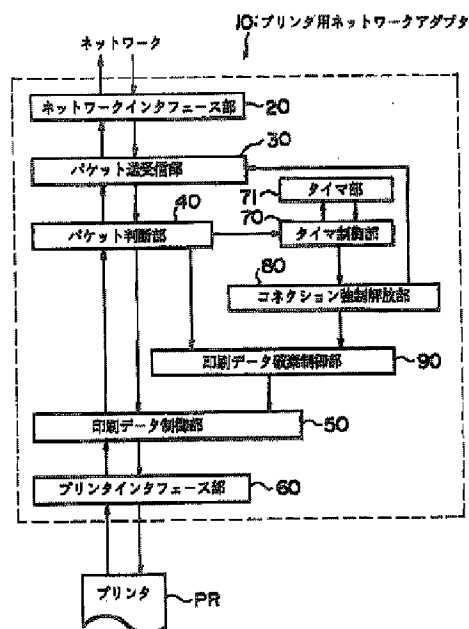 10:プリンタ用ネットワークアダプタ
ネットワーク
ネットワークインタフェース部 20
パケット送受信部 30
タイマ部 71
パケット判断部 40
タイマ制御部 70
コネクション強制解放部 80
印刷データ破棄制御部 90
印刷データ制御部 50
プリンタインタフェース部 60
プリンタ PR